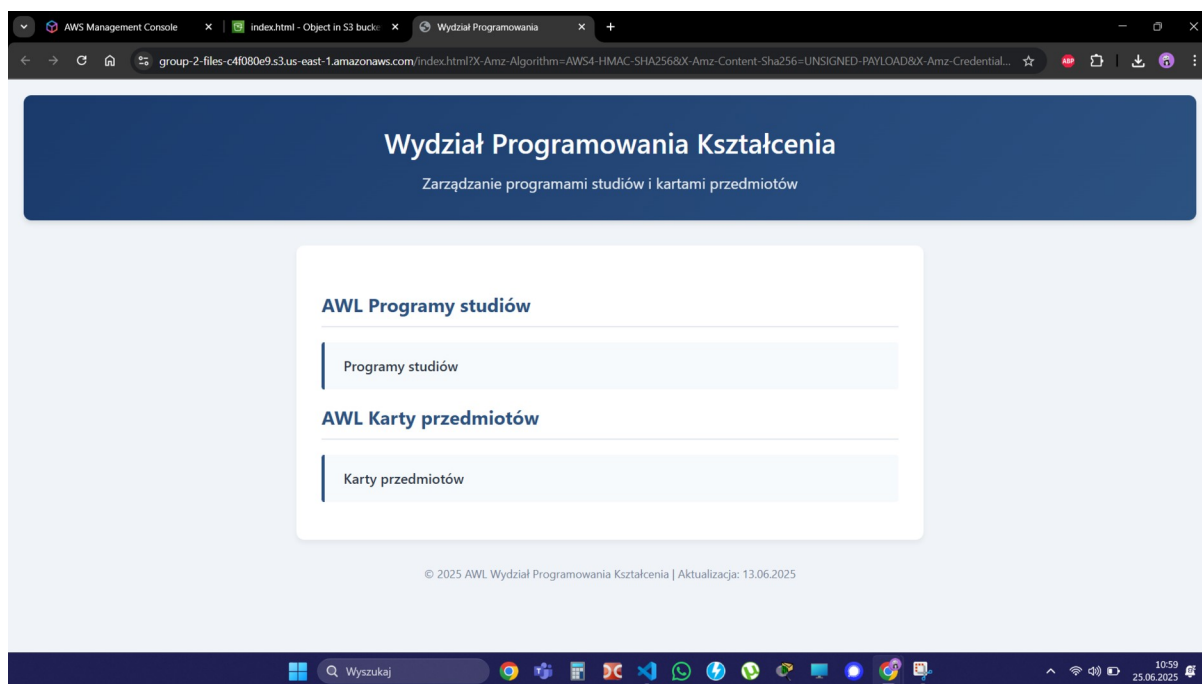 AWS Management Console
index.html - Object in S3 bucke
Wydział Programowania
group-2-files-c4f080e9.s3.us-east-1.amazonaws.com/index.html?X-Amz-Algorithm=AWS4-HMAC-SHA256&X-Amz-Content-Sha256=UNSIGNED-PAYLOAD&X-Amz-Credential...
ABP
Wydział Programowania Kształcenia
Zarządzanie programami studiów i kartami przedmiotów
AWL Programy studiów
Programy studiów
AWL Karty przedmiotów
Karty przedmiotów
© 2025 AWL Wydział Programowania Kształcenia | Aktualizacja: 13.06.2025
Wyszukaj
10:59
25.06.2025